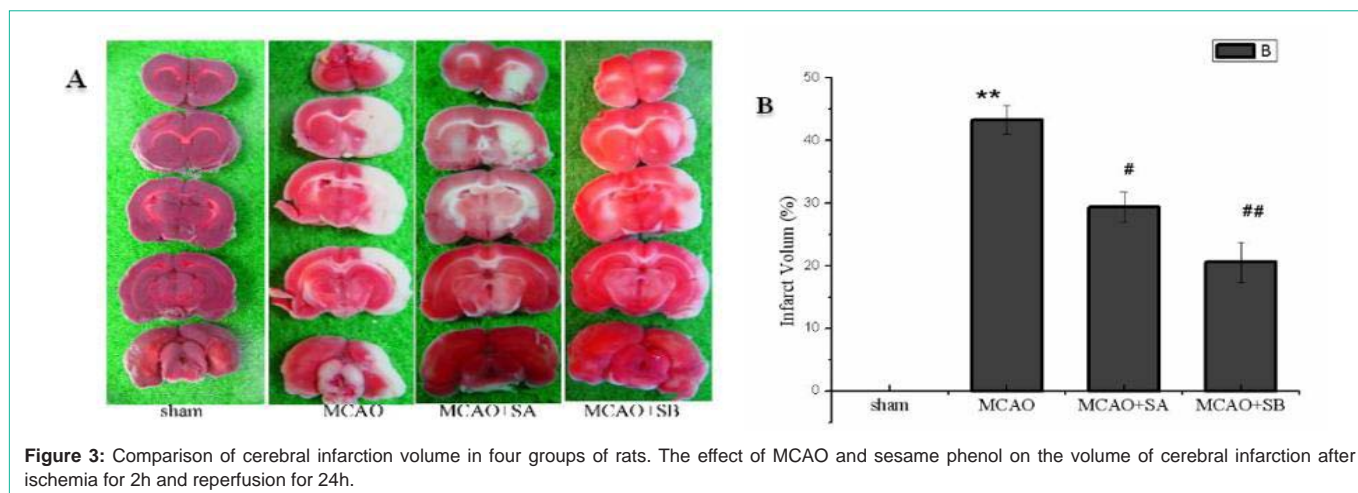 A
sham
MCAO
MCAO+SA
MCAO+SB
B
B
50
40
30
20
10
0
Infarct Volum (%)
**
#
##
sham
MCAO
MCAO+SA
MCAO+SB
Figure 3: Comparison of cerebral infarction volume in four groups of rats. The effect of MCAO and sesame phenol on the volume of cerebral infarction after
ischemia for 2h and reperfusion for 24h.